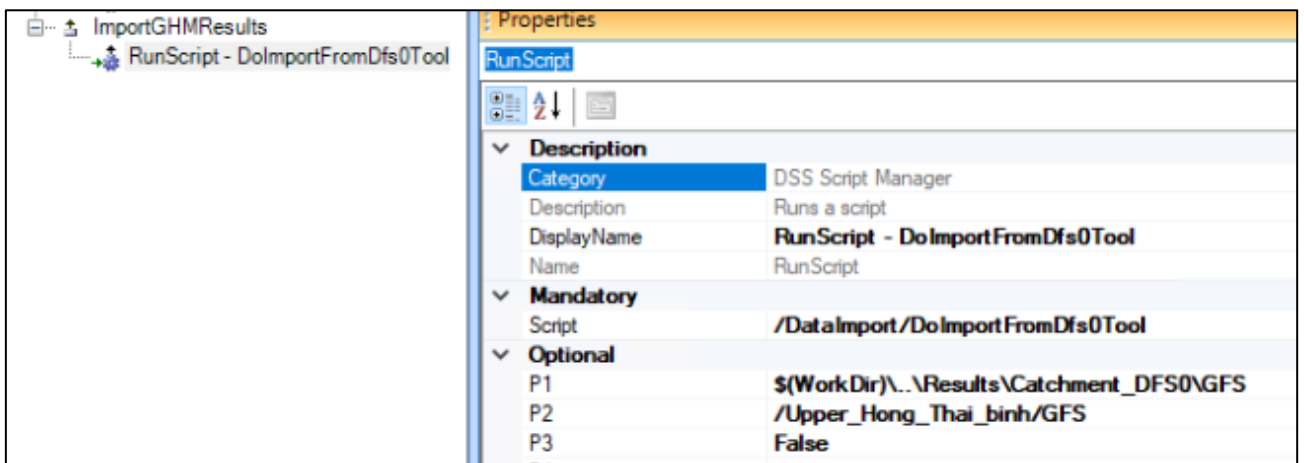 ImportGHMResults
RunScript - DoImportFromDfs0Tool
Properties
RunScript
Description
Category DSS Script Manager
Description Runs a script
DisplayName RunScript - DoImportFromDfs0Tool
Name RunScript
Mandatory
Script /DataImport/DoImportFromDfs0Tool
Optional
P1 $(WorkDir)\..\Results\Catchment_DFS0\GFS
P2 /Upper_Hong_Thai_binh/GFS
P3 False